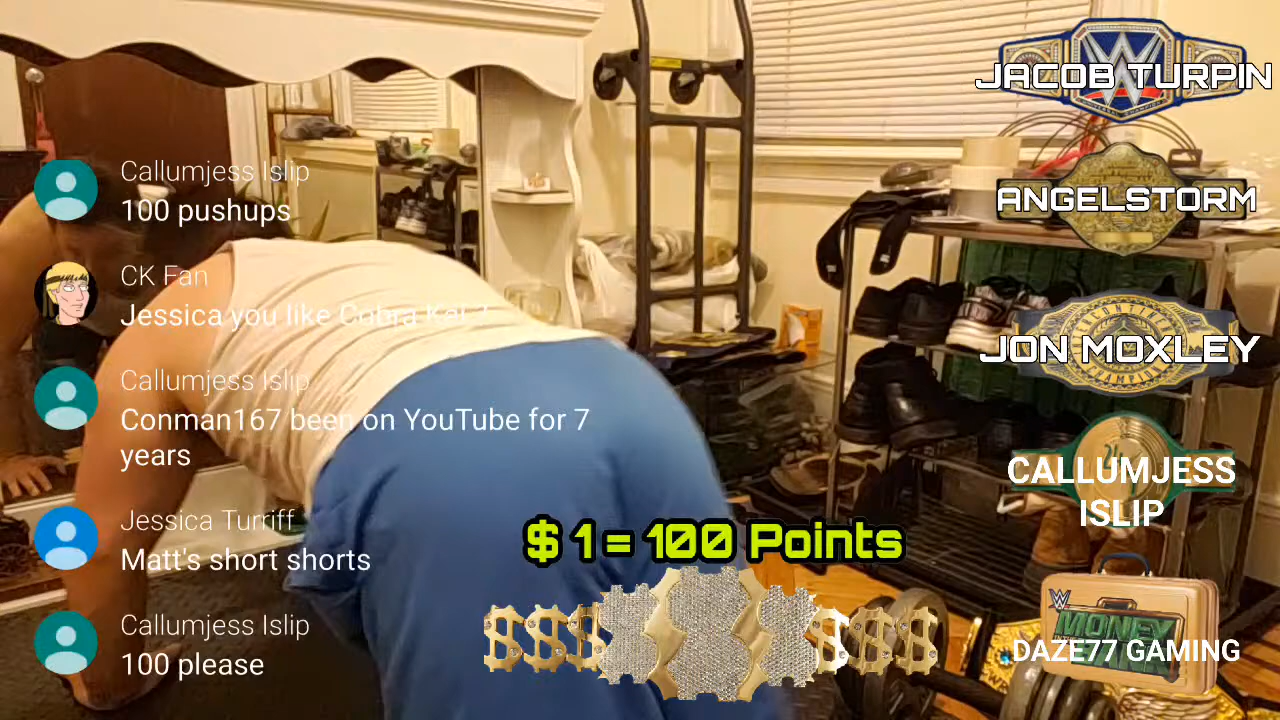 Callumjess Islip
100 pushups
CK Fan
Jessica you like Cobra Kai ?
Callumjess Islip
Conman167 been on YouTube for 7
years
Jessica Turriff
Matt's short shorts
Callumjess Islip
100 please
$ 1 = 100 Points
JACOB TURPIN
ANGELSTORM
JON MOXLEY
CALLUMJESS
ISLIP
W
MONEY
DAZE77 GAMING